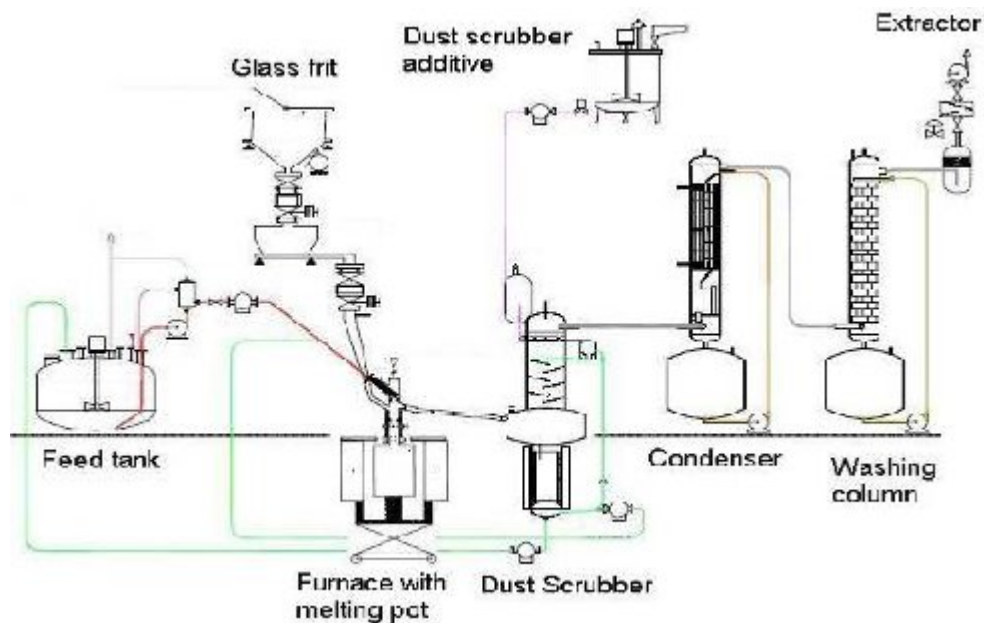 Dust scrubber
additive
Extractor
Glass frit
Feed tank
Condenser
Washing
column
Furnace with
melting pot
Dust Scrubber